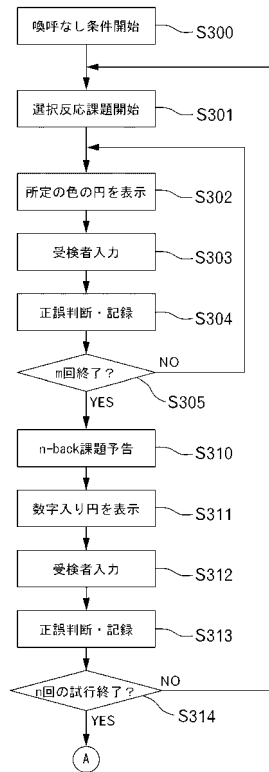 喚呼なし条件開始
S300
選択反応課題開始
S301
所定の色の円を表示
S302
受検者入力
S303
正誤判断・記録
S304
m回終了？
NO
S305
YES
n-back課題予告
S310
数字入り円を表示
S311
受検者入力
S312
正誤判断・記録
S313
n回の試行終了？
NO
S314
YES
A